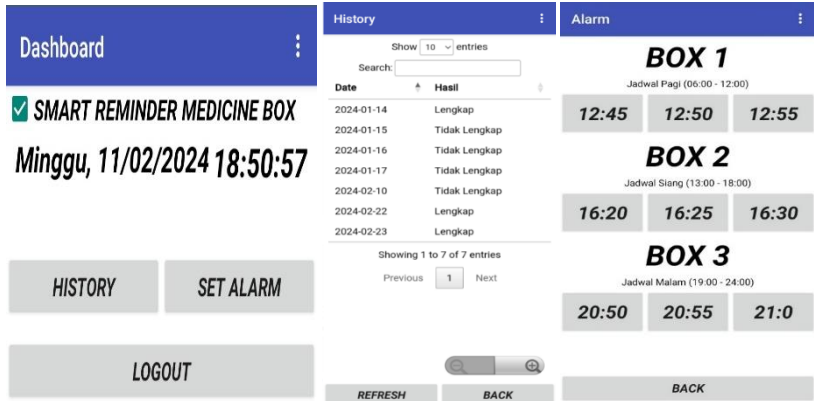 Dashboard
SMART REMINDER MEDICINE BOX
Minggu, 11/02/2024 18:50:57
HISTORY SET ALARM
LOGOUT
History
Show 10 entries
Search:
Date Hasil
2024-01-14 Lengkap
2024-01-15 Tidak Lengkap
2024-01-16 Tidak Lengkap
2024-01-17 Tidak Lengkap
2024-02-10 Tidak Lengkap
2024-02-22 Lengkap
2024-02-23 Lengkap
Showing 1 to 7 of 7 entries
Previous 1 Next
REFRESH BACK
Alarm
BOX 1
Jadwal Pagi (06:00 - 12:00)
12:45 12:50 12:55
BOX 2
Jadwal Siang (13:00 - 18:00)
16:20 16:25 16:30
BOX 3
Jadwal Malam (19:00 - 24:00)
20:50 20:55 21:0
BACK